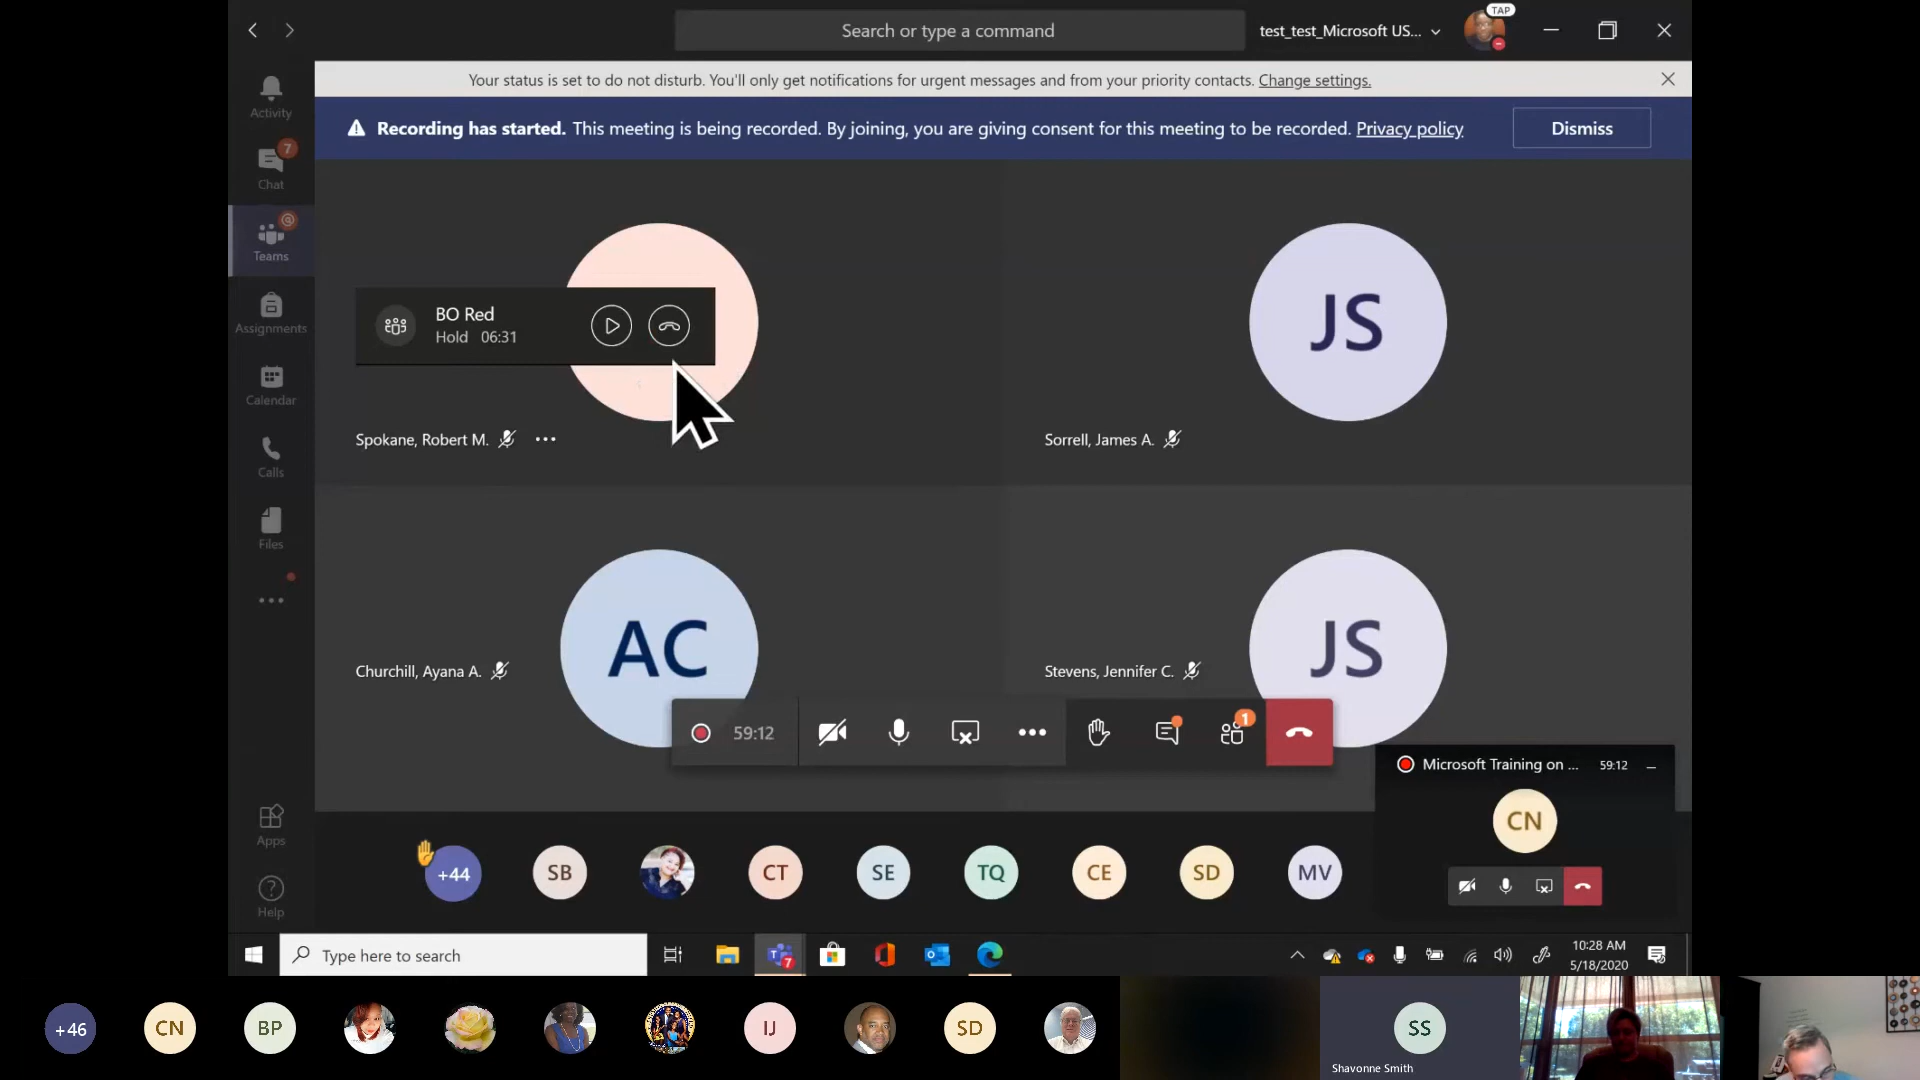 Search or type a command
test_test_Microsoft US...
TAP
Your status is set to do not disturb. You'll only get notifications for urgent messages and from your priority contacts. Change settings.
Recording has started. This meeting is being recorded. By joining, you are giving consent for this meeting to be recorded. Privacy policy
Dismiss
Activity
7
Chat
Teams
Assignments
Calendar
Calls
Files
Apps
Help
BO Red
Hold 06:31
Spokane, Robert M.
JS
Sorrell, James A.
AC
Churchill, Ayana A.
JS
Stevens, Jennifer C.
59:12
1
Microsoft Training on ...
59:12
CN
+44
SB
CT
SE
TQ
CE
SD
MV
Type here to search
7
10:28 AM
5/18/2020
+46
CN
BP
IJ
SD
SS
Shavonne Smith